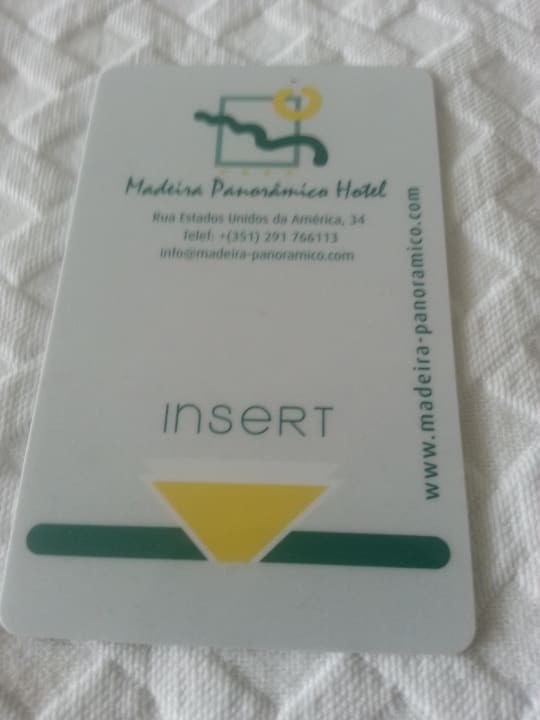 Madeira Panorâmico Hotel
Rua Estados Unidos da América, 34
Telef: +(351) 291 766113
info@madeira-panoramico.com
www.madeira-panoramico.com
INSERT